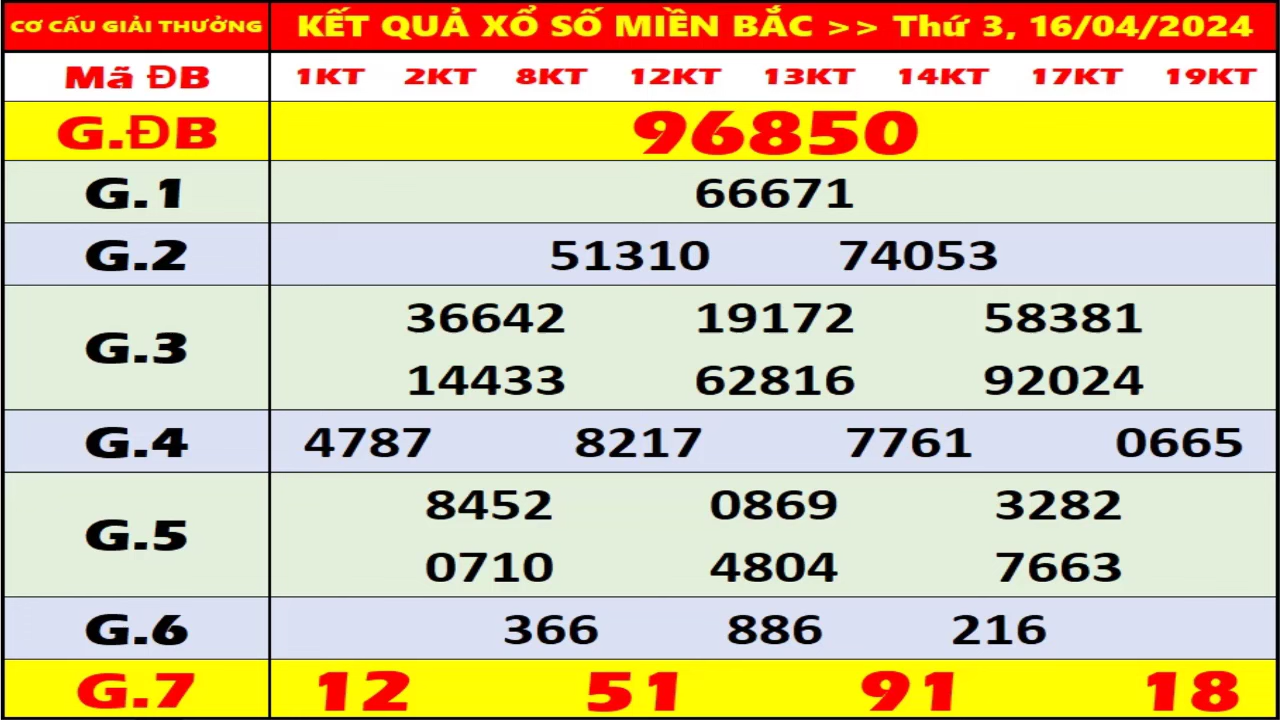 CƠ CẤU GIẢI THƯỞNG KẾT QUẢ XỔ SỐ MIỀN BẮC >> Thứ 3, 16/04/2024
Mã ĐB 1KT 2KT 8KT 12KT 13KT 14KT 17KT 19KT
G.ĐB 96850
G.1 66671
G.2 51310 74053
G.3
36642 19172 58381
14433 62816 92024
G.4 4787 8217 7761 0665
G.5
8452 0869 3282
0710 4804 7663
G.6 366 886 216
G.7 12 51 91 18